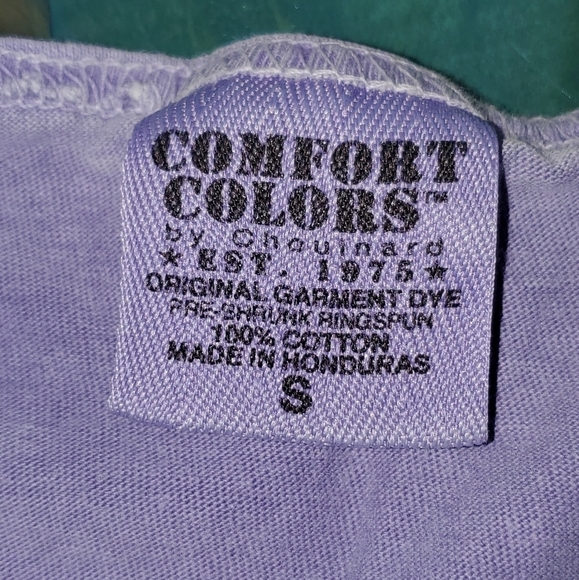 COMFORT
COLORS™
by Chouinard
★ EST. 1975 ★
ORIGINAL GARMENT DYE
PRE-SHRUNK RINGSPUN
100% COTTON
MADE IN HONDURAS
S